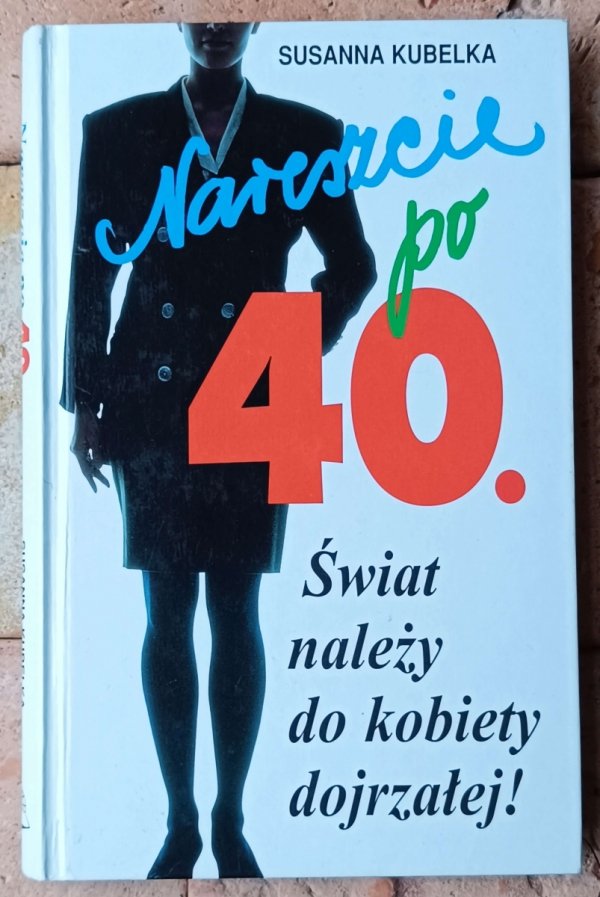 SUSANNA KUBELKA
Nareszcie
po
40.
Świat
należy
do kobiety
dojrzałej!